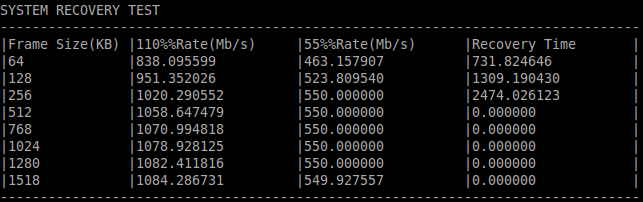 SYSTEM RECOVERY TEST
--------------------------------------------------------------------------------
|Frame Size(KB) |110%%Rate(Mb/s)     |55%%Rate(Mb/s)      |Recovery Time       |
|64             |838.095599          |463.157907          |731.824646          |
|128            |951.352026          |523.809540          |1309.190430         |
|256            |1020.290552         |550.000000          |2474.026123         |
|512            |1058.647479         |550.000000          |0.000000            |
|768            |1070.994818         |550.000000          |0.000000            |
|1024           |1078.928125         |550.000000          |0.000000            |
|1280           |1082.411816         |550.000000          |0.000000            |
|1518           |1084.286731         |549.927557          |0.000000            |
--------------------------------------------------------------------------------